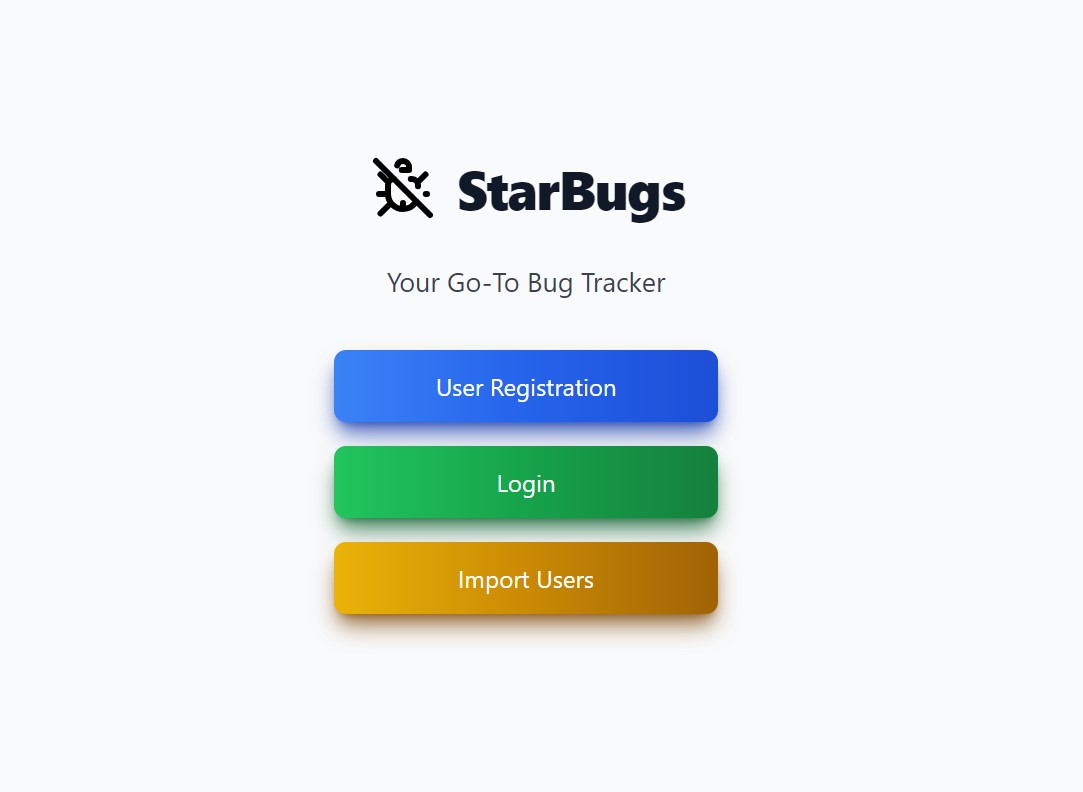 StarBugs
Your Go-To Bug Tracker
User Registration
Login
Import Users